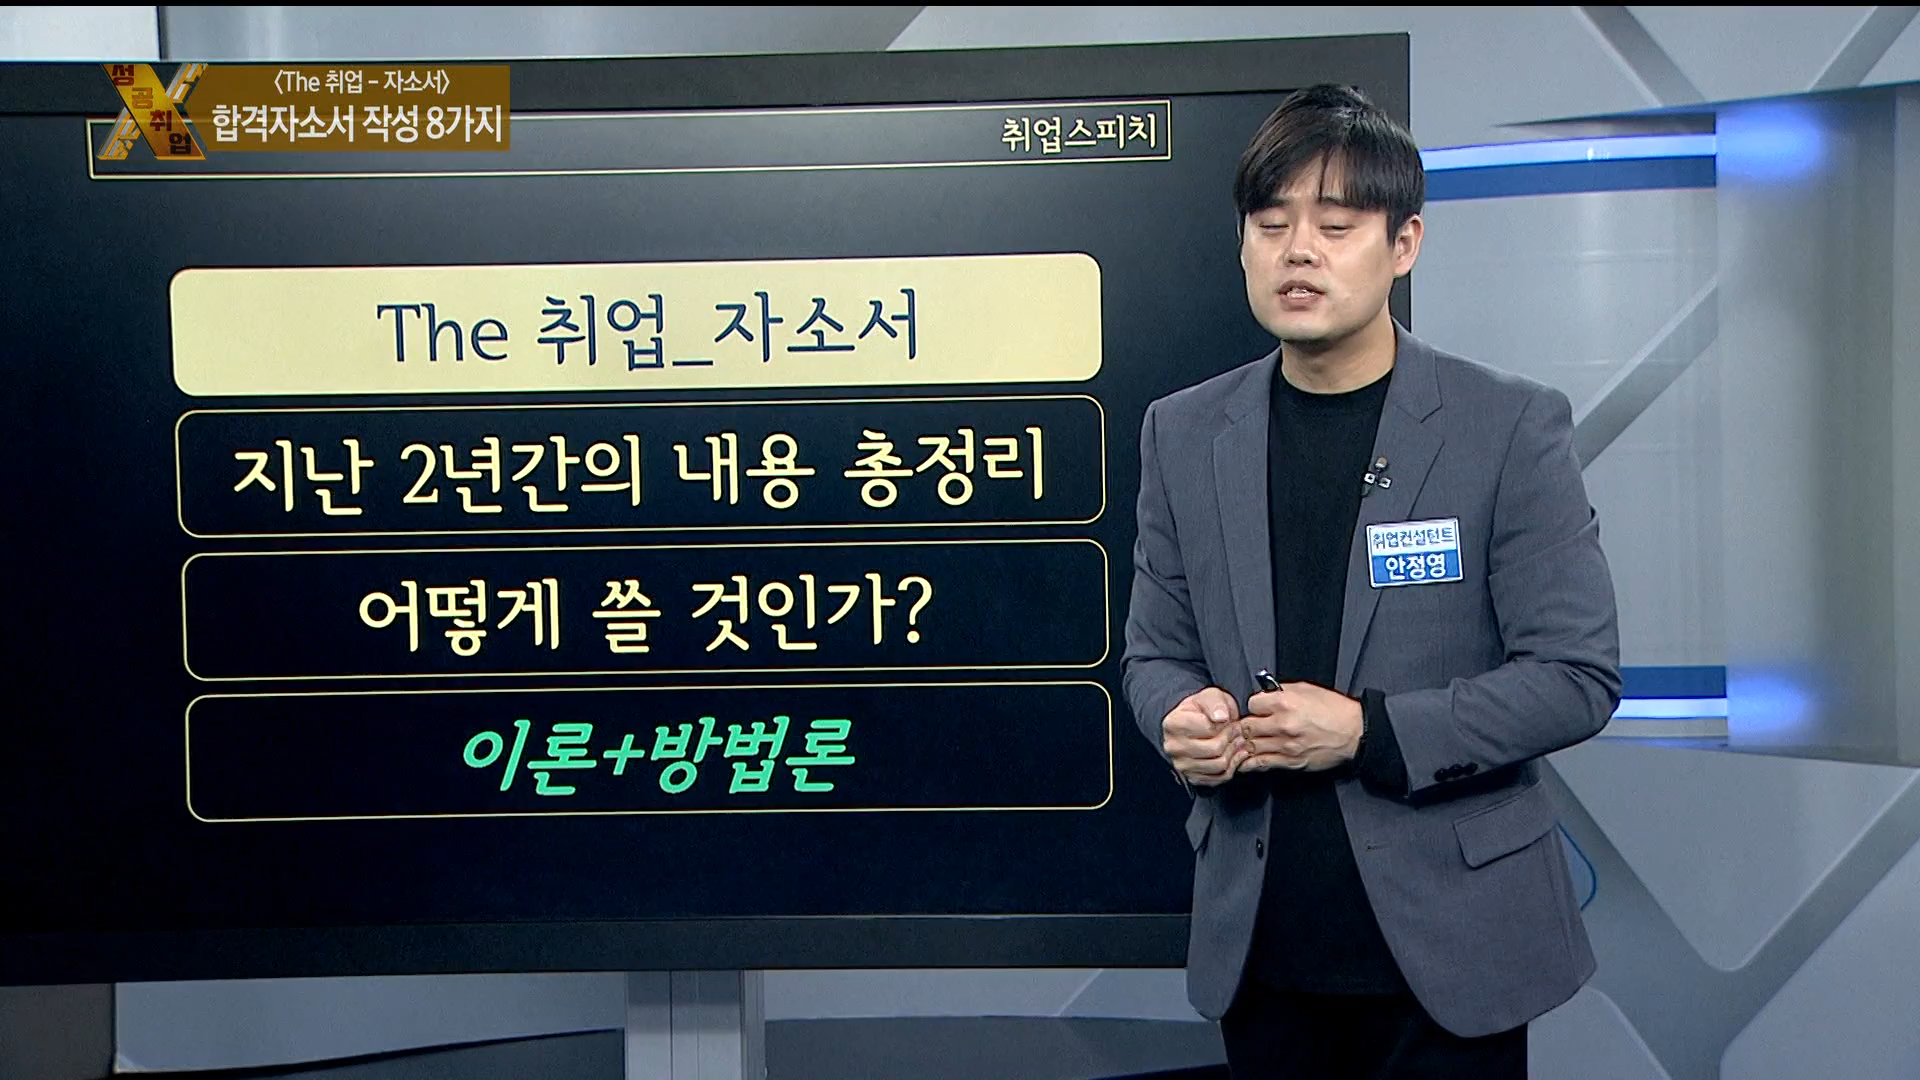 성공취업
<The 취업 - 자소서>
합격자소서 작성 8가지
취업스피치
The 취업_자소서
지난 2년간의 내용 총정리
어떻게 쓸 것인가?
이론+방법론
취업컨설턴트
안정영